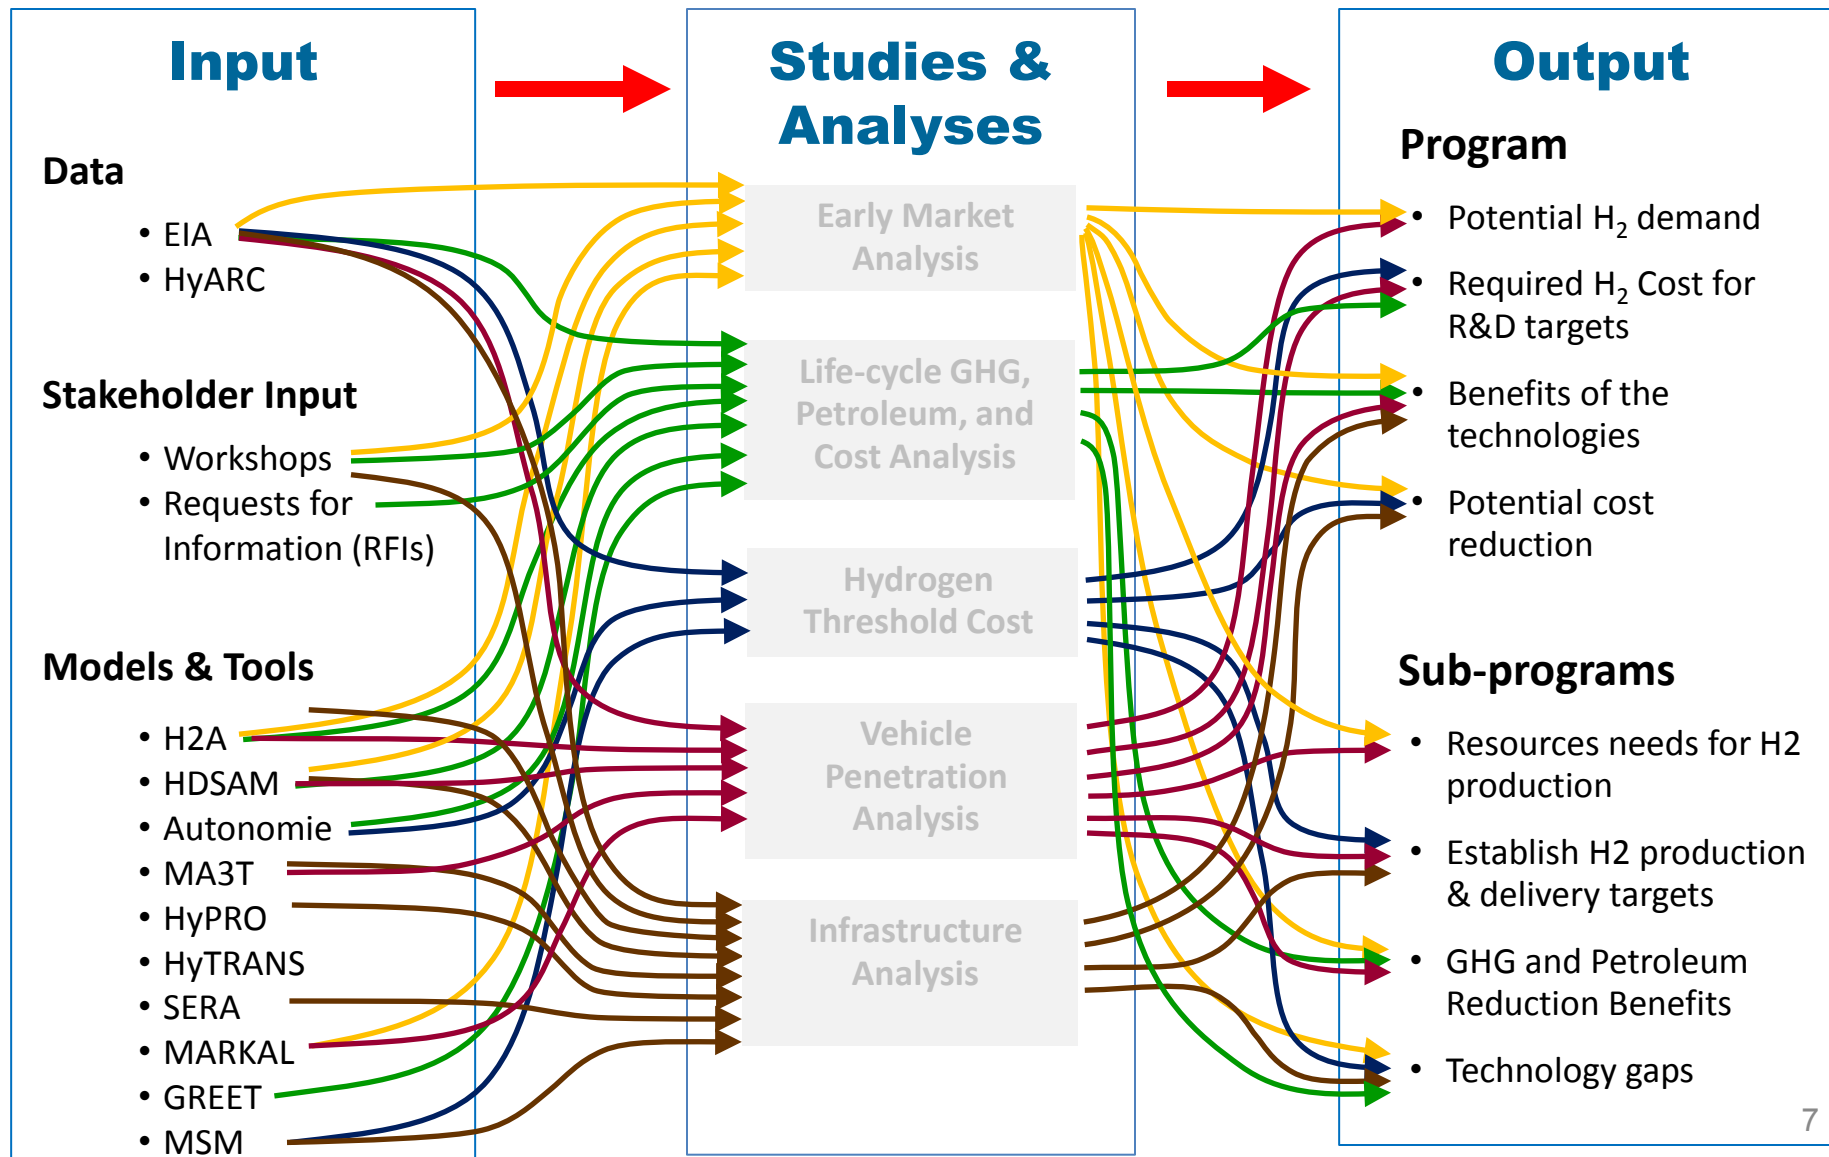 Input
Data
• EIA
• HyARC
Stakeholder Input
• Workshops
• Requests for
Information (RFIs)
Models & Tools
• H2A
• HDSAM
• Autonomie
• MA3T
• HyPRO
• HyTRANS
• SERA
• MARKAL
• GREET
• MSM
Studies &
Analyses
Early Market
Analysis
Life-cycle GHG,
Petroleum, and
Cost Analysis
Hydrogen
Threshold Cost
Vehicle
Penetration
Analysis
Infrastructure
Analysis
Output
Program
• Potential H₂ demand
• Required H₂ Cost for
R&D targets
• Benefits of the
technologies
• Potential cost
reduction
Sub-programs
• Resources needs for H2
production
• Establish H2 production
& delivery targets
• GHG and Petroleum
Reduction Benefits
• Technology gaps
7